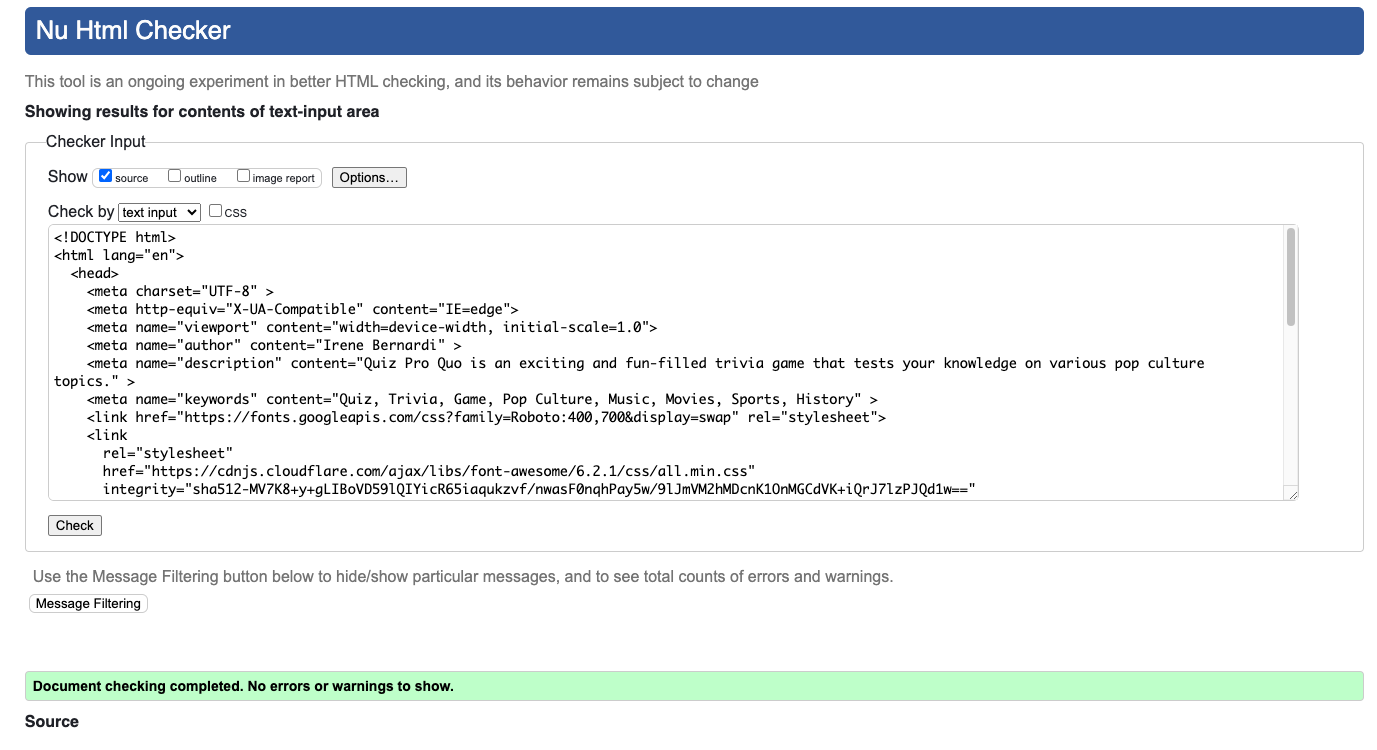 Nu Html Checker
This tool is an ongoing experiment in better HTML checking, and its behavior remains subject to change
Showing results for contents of text-input area
Checker Input
Show source outline image report Options...
Check by text input CSS
<!DOCTYPE html>
<html lang="en">
<head>
<meta charset="UTF-8" >
<meta http-equiv="X-UA-Compatible" content="IE=edge">
<meta name="viewport" content="width=device-width, initial-scale=1.0">
<meta name="author" content="Irene Bernardi" >
<meta name="description" content="Quiz Pro Quo is an exciting and fun-filled trivia game that tests your knowledge on various pop culture
topics." >
<meta name="keywords" content="Quiz, Trivia, Game, Pop Culture, Music, Movies, Sports, History" >
<link href="https://fonts.googleapis.com/css?family=Roboto:400,700&display=swap" rel="stylesheet">
<link
rel="stylesheet"
href="https://cdnjs.cloudflare.com/ajax/libs/font-awesome/6.2.1/css/all.min.css"
integrity="sha512-MV7K8+y+gLIBoVD59lQIYicR65iaqukzvf/nwasF0nqhPay5w/9lJmVM2hMDcnK1OnMGCdVK+iQrJ7lzPJQd1w=="
Check
Use the Message Filtering button below to hide/show particular messages, and to see total counts of errors and warnings.
Message Filtering
Document checking completed. No errors or warnings to show.
Source